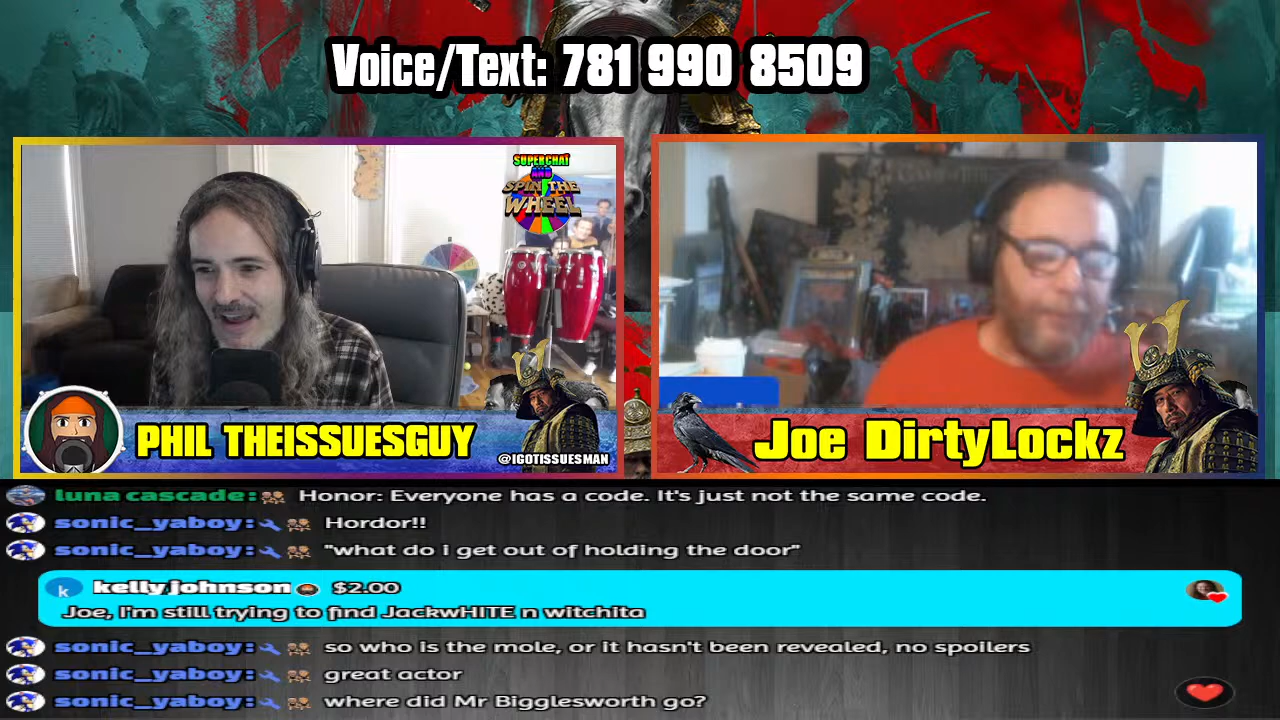 Voice/Text: 781 990 8509
SUPERCHAT
AND
SPIN THE
WHEEL
PHIL THEISSUESGUY
@IGOTISSUESMAN
Joe DirtyLockz
luna cascade: Honor: Everyone has a code. It's just not the same code.
sonic_yaboy: Hordor!!
sonic_yaboy: "what do i get out of holding the door"
k kelly johnson $2.00
Joe, I'm still trying to find JackwHITE n witchita
sonic_yaboy: so who is the mole, or it hasn't been revealed, no spoilers
sonic_yaboy: great actor
sonic_yaboy: where did Mr Bigglesworth go?